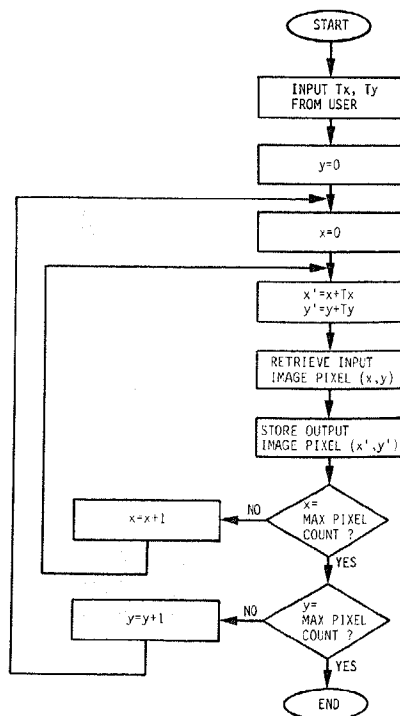 START
INPUT Tx, Ty
FROM USER
y=0
x=0
x'=x+Tx
y'=y+Ty
RETRIEVE INPUT
IMAGE PIXEL (x,y)
STORE OUTPUT
IMAGE PIXEL (x',y')
x=
MAX PIXEL
COUNT ?
NO
x=x+1
YES
y=
MAX PIXEL
COUNT ?
NO
y=y+1
YES
END